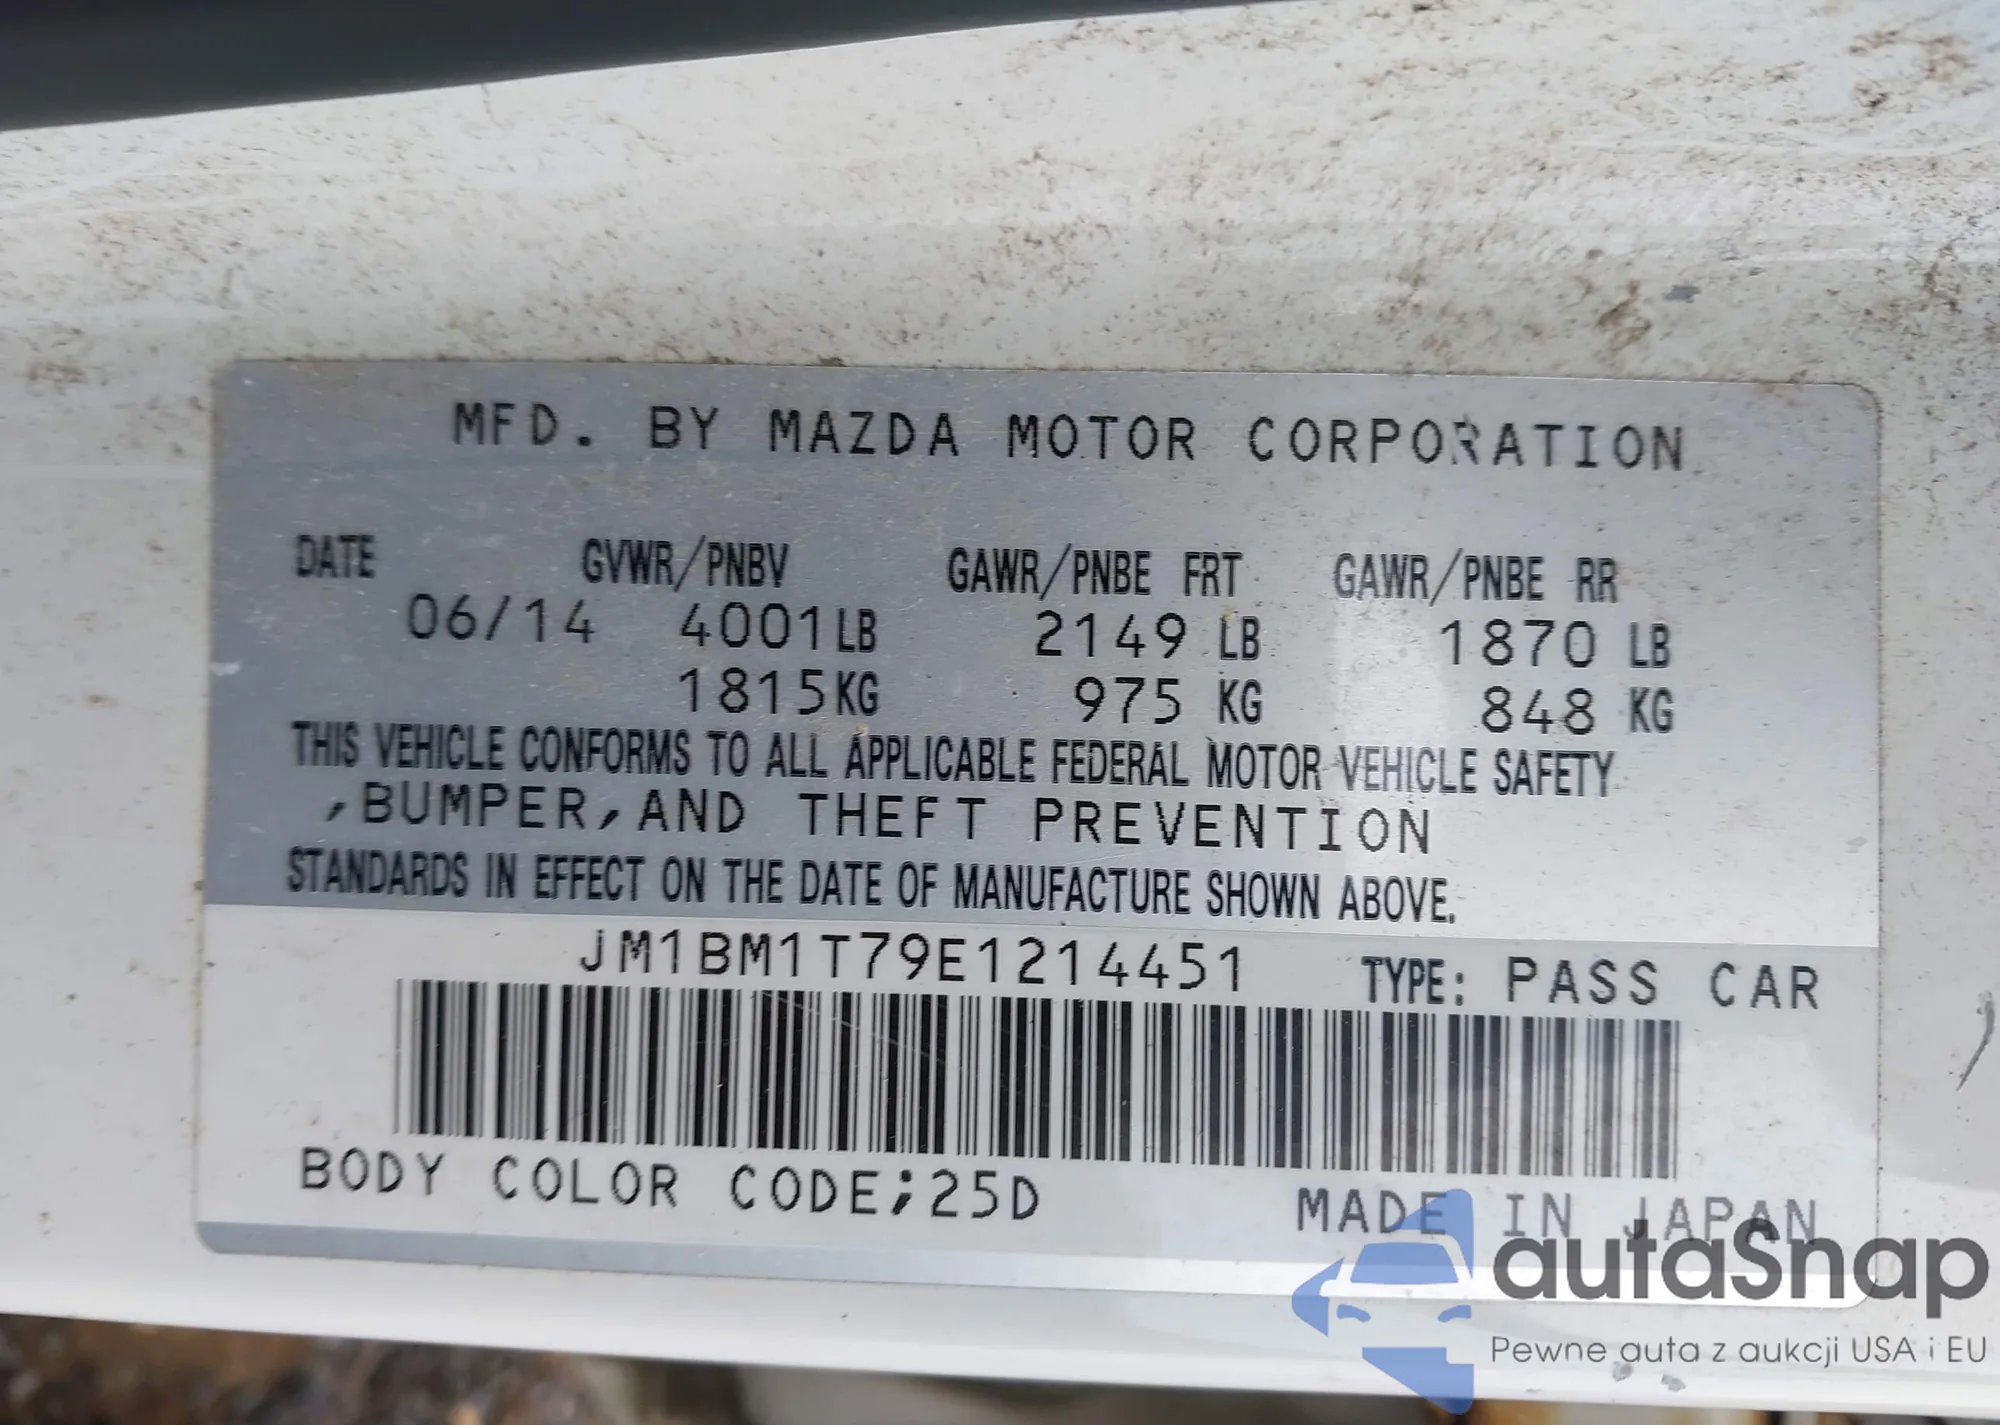 MFD. BY MAZDA MOTOR CORPORATION
DATE GVWR/PNBV GAWR/PNBE FRT GAWR/PNBE RR
06/14 4001LB 2149 LB 1870 LB
1815KG 975 KG 848 KG
THIS VEHICLE CONFORMS TO ALL APPLICABLE FEDERAL MOTOR VEHICLE SAFETY
,BUMPER,AND THEFT PREVENTION
STANDARDS IN EFFECT ON THE DATE OF MANUFACTURE SHOWN ABOVE.
JM1BM1T79E1214451 TYPE: PASS CAR
BODY COLOR CODE;25D
MADE IN JAPAN
autaSnap
Pewne auta z aukcji USA i EU